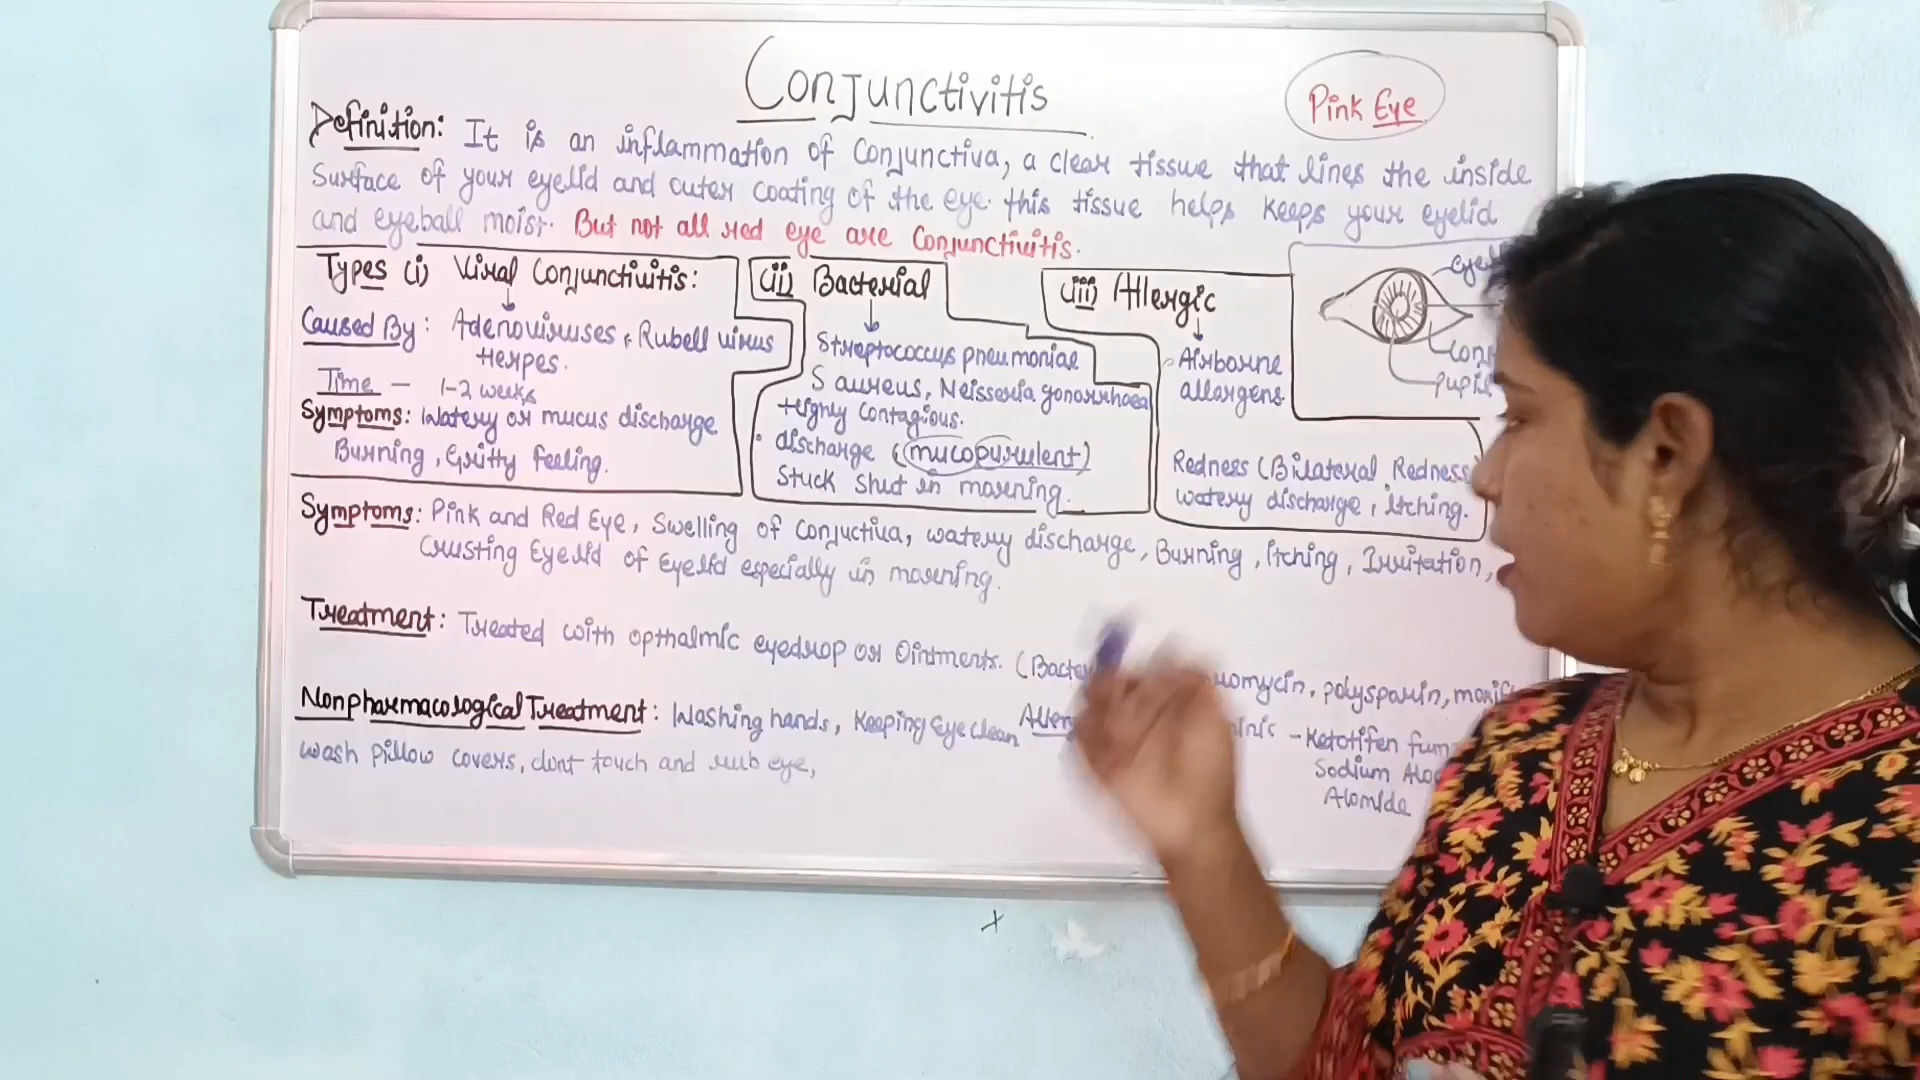 Conjunctivitis
Pink Eye
Definition: It is an inflammation of Conjunctiva, a clear tissue that lines the inside
Surface of your eyelid and outer coating of the eye. this tissue helps keeps your eyelid
and eyeball moist. But not all red eye are Conjunctivitis.
Types (i) Viral Conjunctivitis:
Caused By: Adenoviruses, Rubell virus
Herpes.
Time - 1-2 weeks
Symptoms: Watery or mucus discharge
Burning, Gritty feeling.
(ii) Bacterial
Streptococcus pneumoniae
S aureus, Neisseria gonorrhoea
Highly Contagious.
discharge (mucopurulent)
Stuck shut in morning.
(iii) Allergic
Airborne
allergens.
Redness (Bilateral Redness
watery discharge, itching.
pupil
Symptoms: Pink and Red Eye, Swelling of Conjuctiva, watery discharge, Burning, Itching, Irritation,
Crusting Eyelid of Eyelid especially in morning.
Treatment: Treated with opthalmic eyedrop or Ointments. (Bacte polysparin,
Nonpharmacological Treatment: Washing hands, Keeping Eye clean
wash pillow covers, dont touch and rub eye,
- Ketotifen
Sodium
Alomide